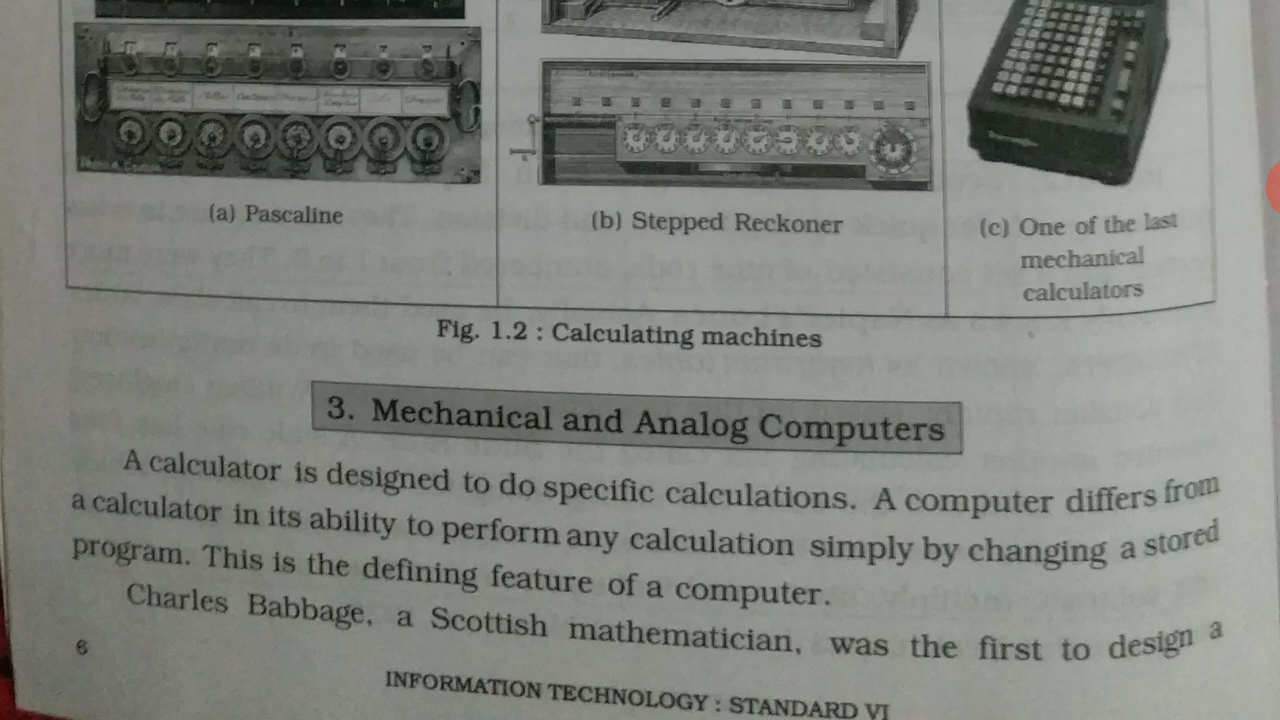 (a) Pascaline
(b) Stepped Reckoner
(c) One of the last
mechanical
calculators
Fig. 1.2 : Calculating machines
3. Mechanical and Analog Computers
A calculator is designed to do specific calculations. A computer differs from
a calculator in its ability to perform any calculation simply by changing a stored
program. This is the defining feature of a computer.
Charles Babbage, a Scottish mathematician, was the first to design a
6
INFORMATION TECHNOLOGY : STANDARD VI